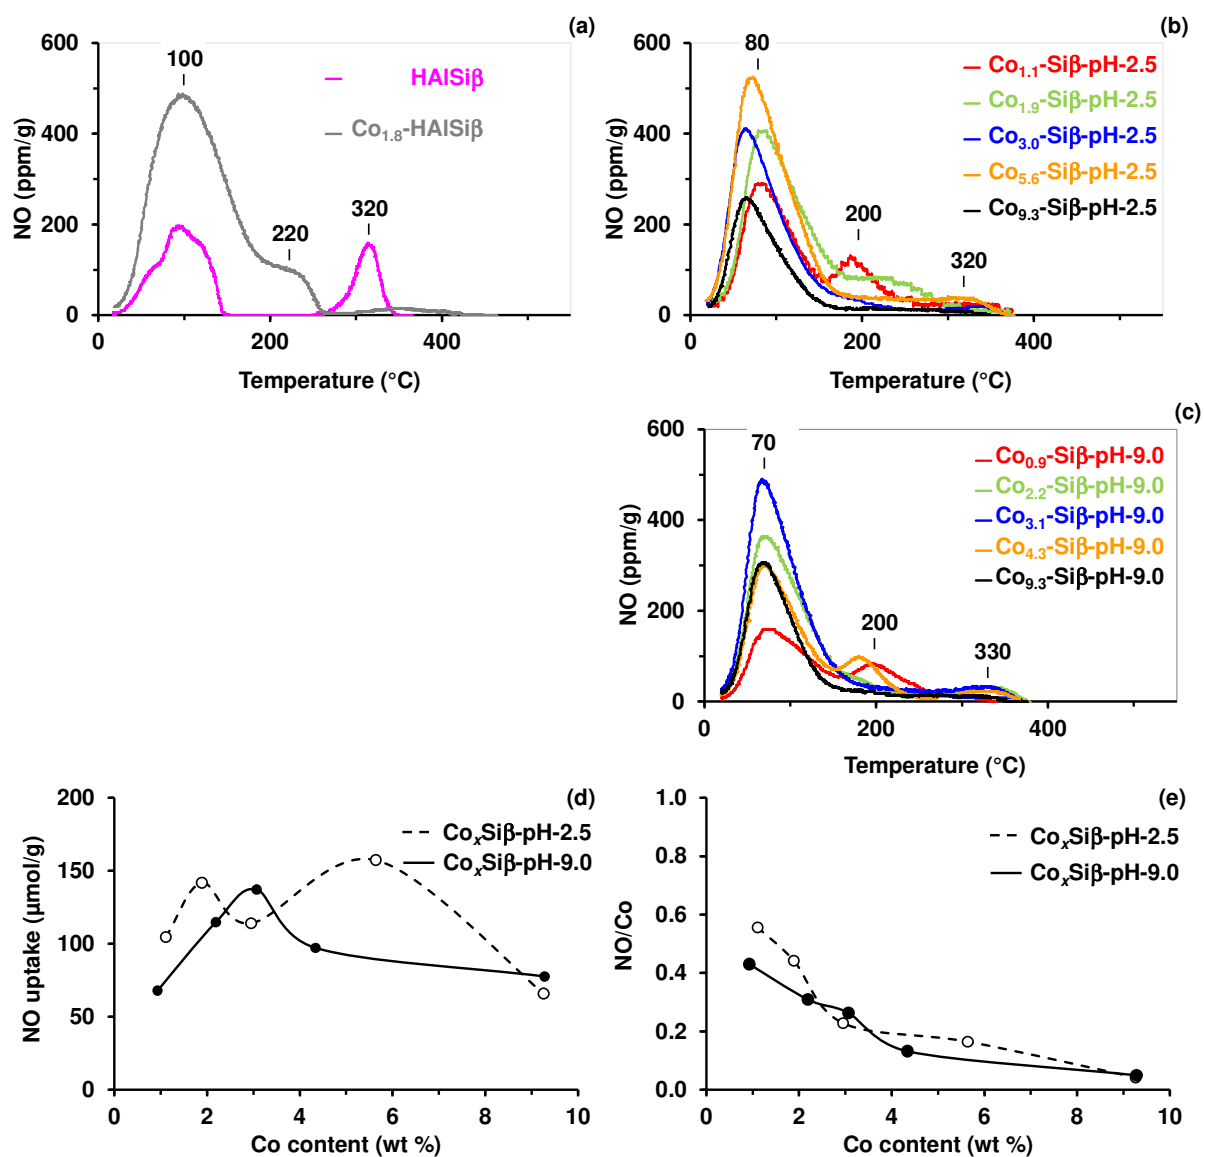 (a)
NO (ppm/g)
600
400
200
0
100
220
320
HAlSiβ
Co1.8-HAlSiβ
0 200 400
Temperature (°C)
(b)
NO (ppm/g)
600
400
200
0
80
200
320
Co1.1-Siβ-pH-2.5
Co1.9-Siβ-pH-2.5
Co3.0-Siβ-pH-2.5
Co5.6-Siβ-pH-2.5
Co9.3-Siβ-pH-2.5
0 200 400
Temperature (°C)
(c)
NO (ppm/g)
600
400
200
0
70
200
330
Co0.9-Siβ-pH-9.0
Co2.2-Siβ-pH-9.0
Co3.1-Siβ-pH-9.0
Co4.3-Siβ-pH-9.0
Co9.3-Siβ-pH-9.0
0 200 400
Temperature (°C)
(d)
NO uptake (µmol/g)
200
150
100
50
0
CoxSiβ-pH-2.5
CoxSiβ-pH-9.0
0 2 4 6 8 10
Co content (wt %)
(e)
NO/Co
1.0
0.8
0.6
0.4
0.2
0.0
CoxSiβ-pH-2.5
CoxSiβ-pH-9.0
0 2 4 6 8 10
Co content (wt %)